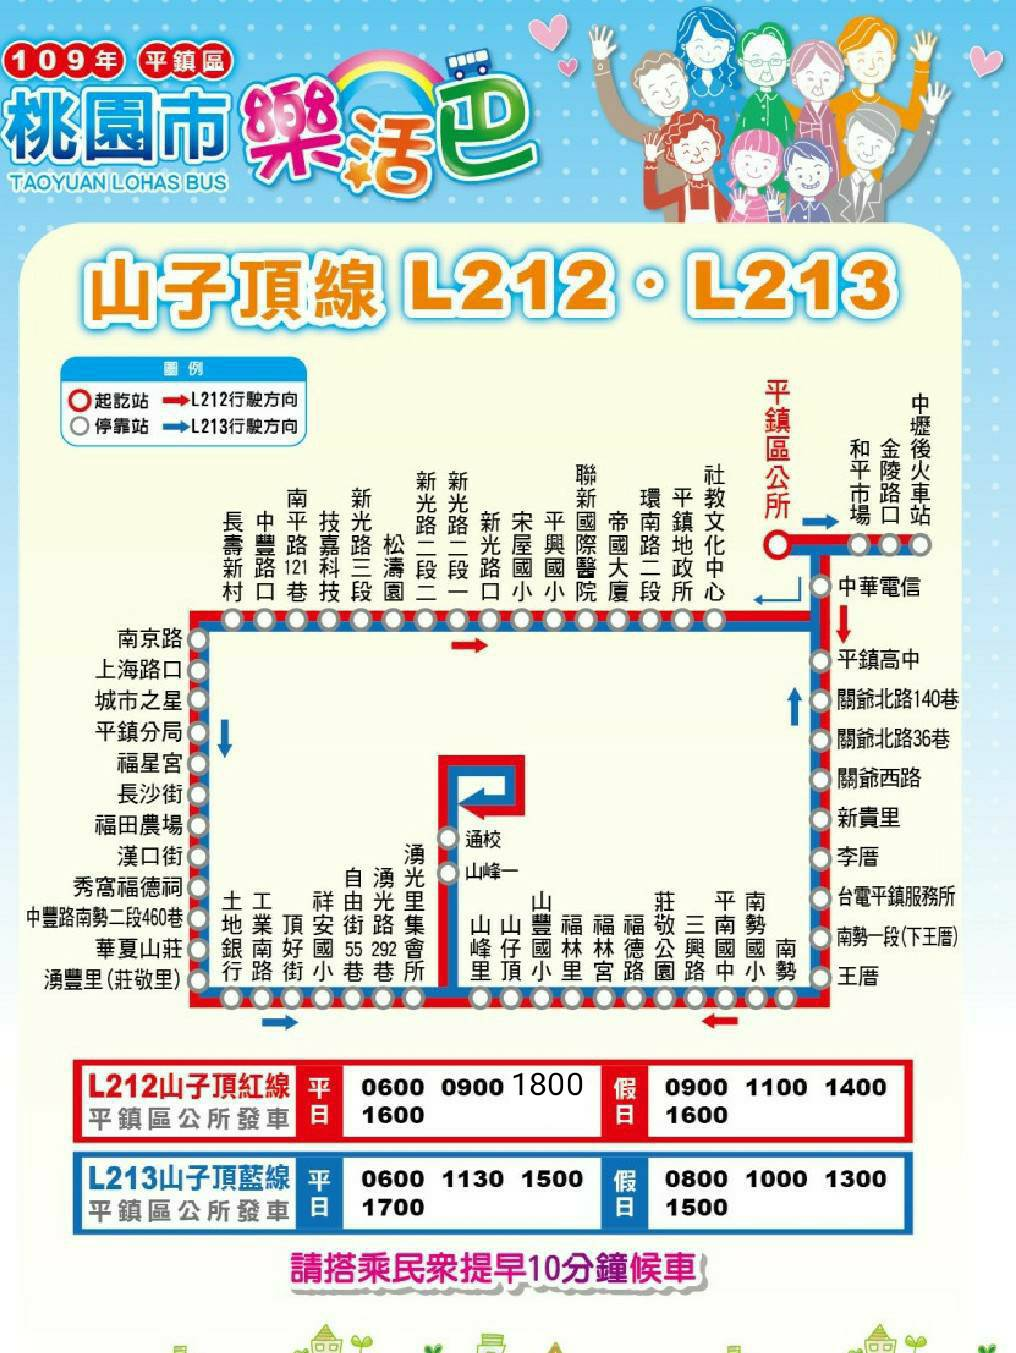 109年 平鎮區
桃園市 樂活巴
TAOYUAN LOHAS BUS
山子頂線 L212・L213
圖例
起訖站 L212行駛方向
停靠站 L213行駛方向
平鎮區公所
和平市場
金陵路口
中壢後火車站
長壽新村
中豐路口
南平路121巷
技嘉科技
新光路三段
松濤園
新光路二段二
新光路二段一
新光路口
宋屋國小
平興國小
聯新國際醫院
帝國大廈
環南路二段
平鎮地政所
社教文化中心
中華電信
平鎮高中
關爺北路140巷
關爺北路36巷
關爺西路
新貴里
李厝
台電平鎮服務所
南勢一段(下王厝)
王厝
南京路
上海路口
城市之星
平鎮分局
福星宮
長沙街
福田農場
漢口街
秀窩福德祠
中豐路南勢二段460巷
華夏山莊
湧豐里(莊敬里)
通校
山峰一
土地銀行
工業南路
頂好街
祥安國小
自由街55巷
湧光路292巷
湧光里集會所
山峰里
山仔頂
山豐國小
福林里
福林宮
福德路
莊敬公園
三興路
平南國中
南勢國小
南勢
L212山子頂紅線 平日 0600 0900 1800 假日 0900 1100 1400
平鎮區公所發車 1600 1600
L213山子頂藍線 平日 0600 1130 1500 假日 0800 1000 1300
平鎮區公所發車 1700 1500
請搭乘民眾提早10分鐘候車